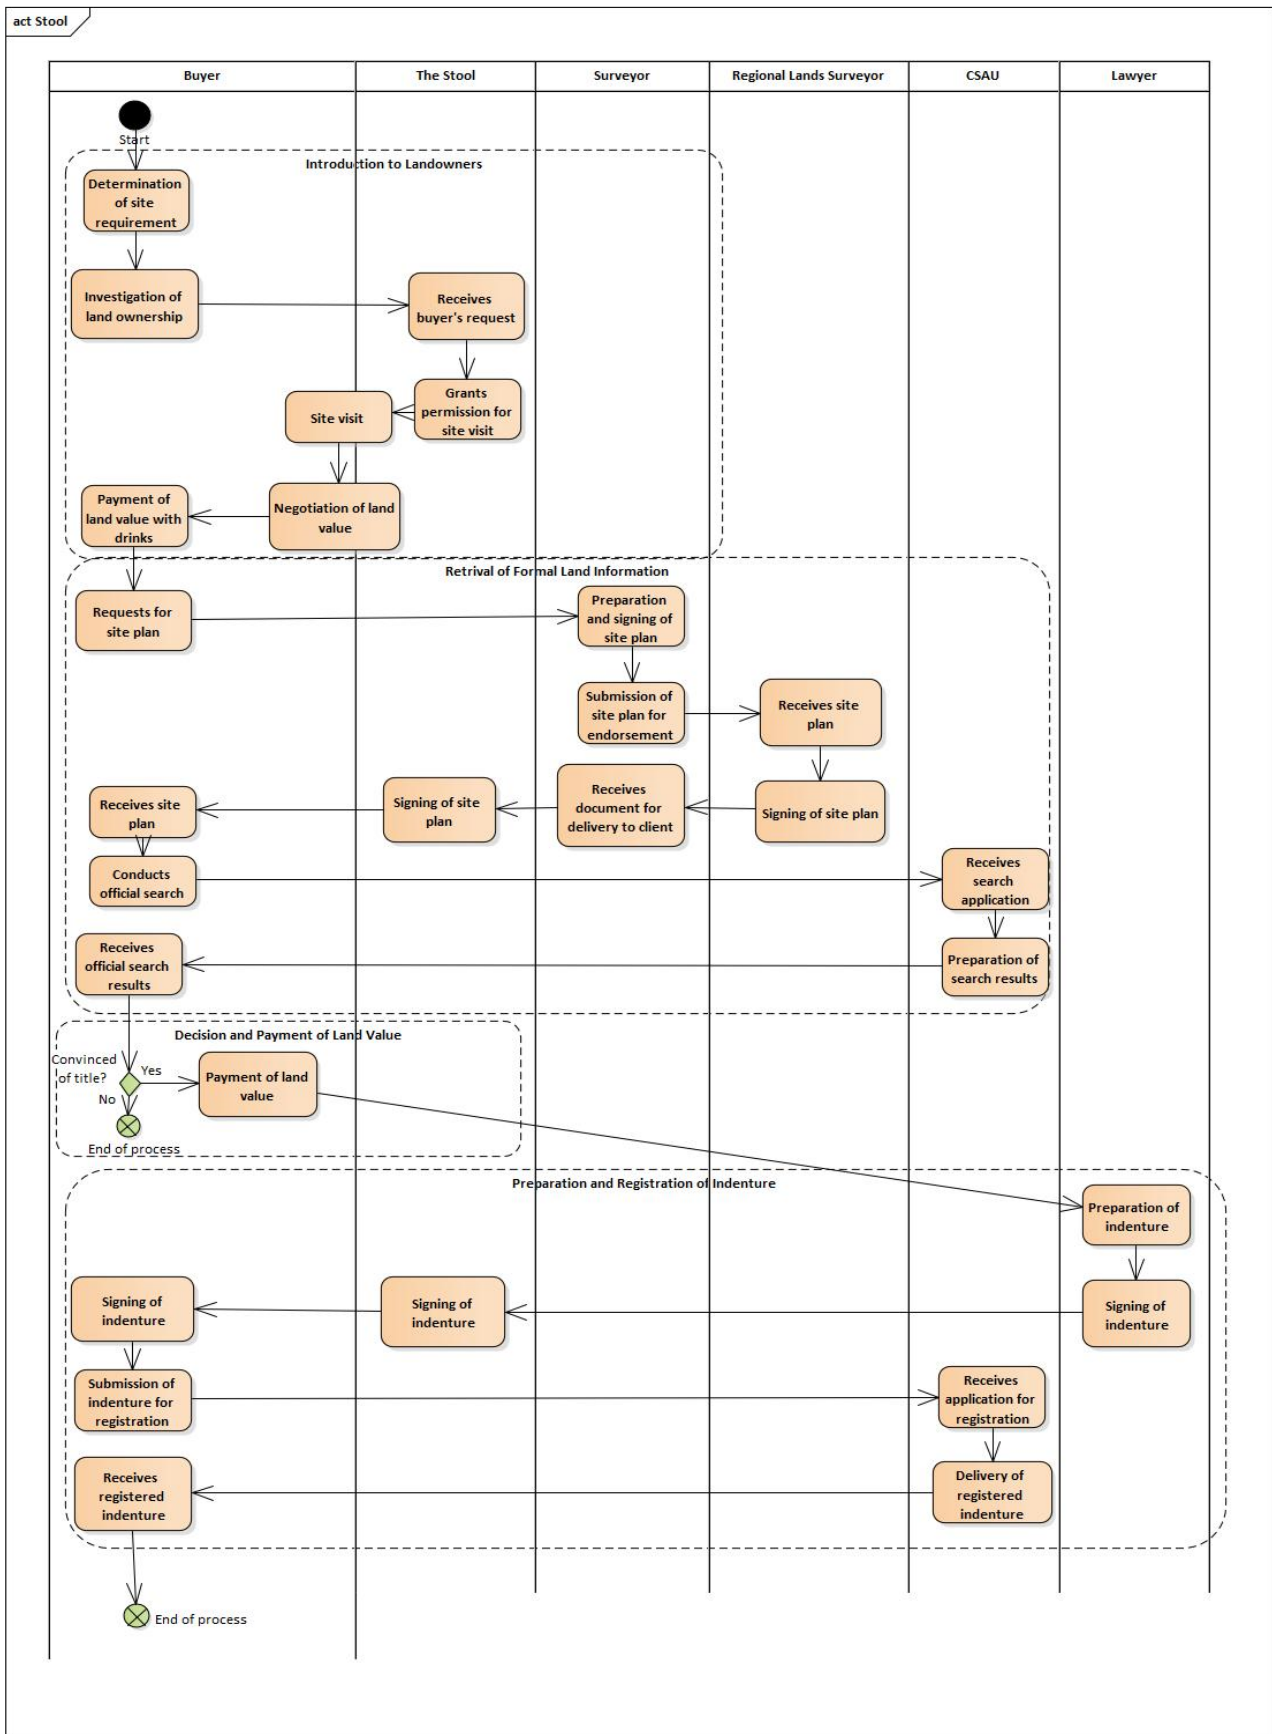 act Stool
Buyer
The Stool
Surveyor
Regional Lands Surveyor
CSAU
Lawyer
Start
Introduction to Landowners
Determination
of site
requirement
Investigation of
land ownership
Receives
buyer's request
Grants
permission for
site visit
Site visit
Negotiation of land
value
Payment of
land value with
drinks
Retrival of Formal Land Information
Requests for
site plan
Preparation
and signing of
site plan
Submission of
site plan for
endorsement
Receives site
plan
Signing of site plan
Receives
document for
delivery to client
Signing of site
plan
Receives site
plan
Conducts
official search
Receives
search
application
Preparation of
search results
Receives
official search
results
Decision and Payment of Land Value
Convinced
of title?
Yes
No
Payment of land
value
End of process
Preparation and Registration of Indenture
Preparation of
indenture
Signing of
indenture
Signing of
indenture
Signing of
indenture
Submission of
indenture for
registration
Receives
application for
registration
Delivery of
registered
indenture
Receives
registered
indenture
End of process